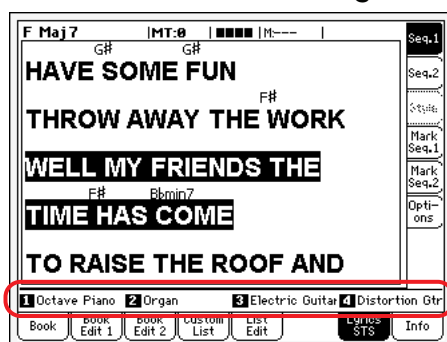 F Maj7 |MT:0 |■■■■ |M:--- |
G# G#
HAVE SOME FUN
F#
THROW AWAY THE WORK
WELL MY FRIENDS THE
F# Bbmin7
TIME HAS COME
TO RAISE THE ROOF AND
1 Octave Piano 2 Organ 3 Electric Guitar 4 Distortion Gtr
Book
Book Edit 1
Book Edit 2
Custom List
List Edit
Lyrics STS
Info
Seq.1
Seq.2
Style
Mark Seq.1
Mark Seq.2
Opti-
ons